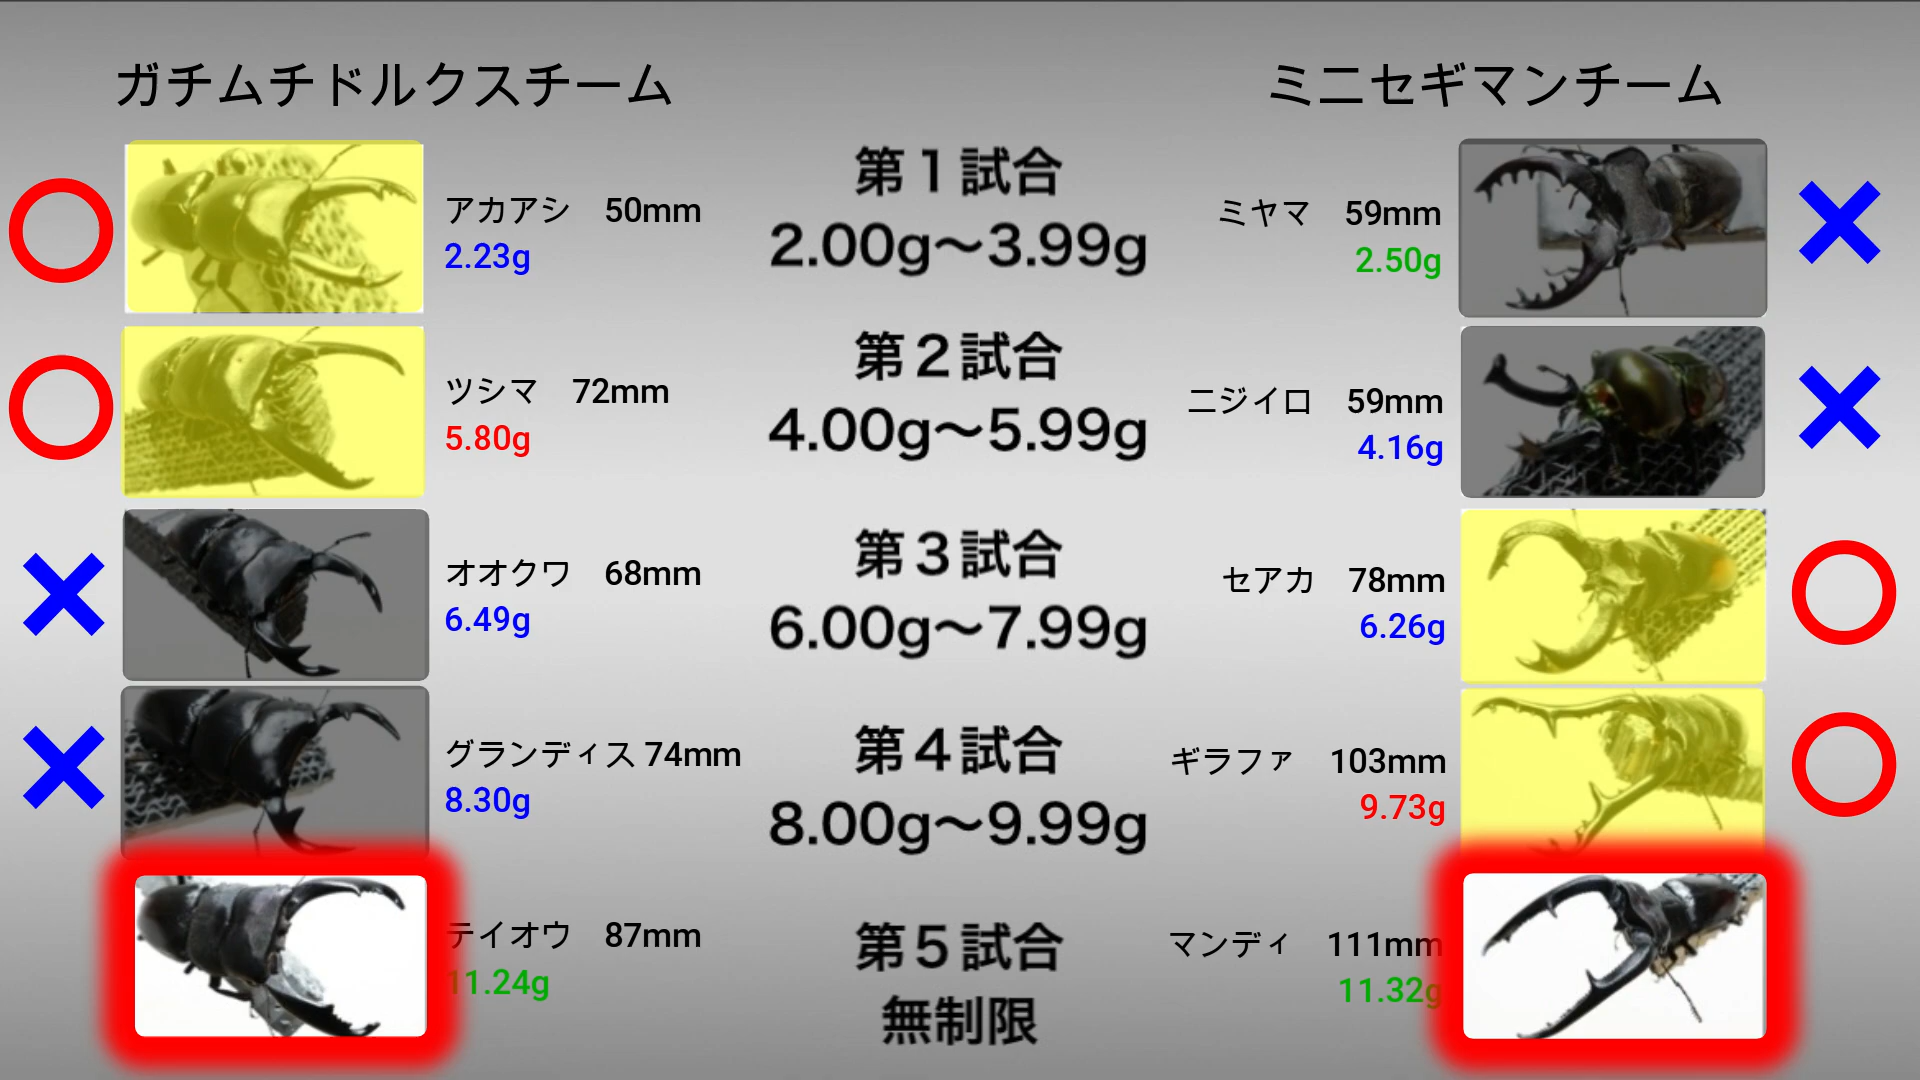 ガチムチドルクスチーム
ミニセギマンチーム
第1試合
2.00g〜3.99g
アカアシ 50mm
2.23g
ミヤマ 59mm
2.50g
第2試合
4.00g〜5.99g
ツシマ 72mm
5.80g
ニジイロ 59mm
4.16g
第3試合
6.00g〜7.99g
オオクワ 68mm
6.49g
セアカ 78mm
6.26g
第4試合
8.00g〜9.99g
グランディス 74mm
8.30g
ギラファ 103mm
9.73g
第5試合
無制限
テイオウ 87mm
11.24g
マンディ 111mm
11.32g